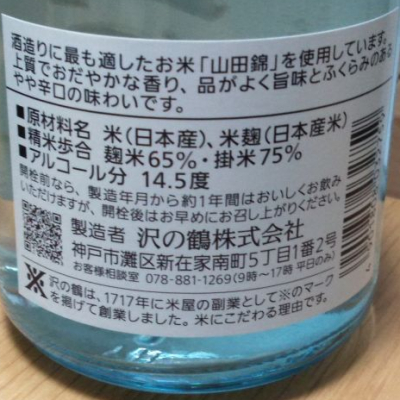 酒造りに最も適したお米「山田錦」を使用しています。
上質でおだやかな香り、品がよく旨味とふくらみのある
やや辛口の味わいです。
■原材料名 米(日本産)、米麹(日本産米)
■精米歩合 麹米65%・掛米75%
■アルコール分 14.5度
開栓前なら、製造年月から約1年間はおいしくお飲み
いただけますが、開栓後はお早めにお召し上がりください。
製造者 沢の鶴株式会社
神戸市灘区新在家南町5丁目1番2号
お客様相談室 078-881-1269(9時〜17時 平日のみ)
沢の鶴は、1717年に米屋の副業として※のマーク
を掲げて創業しました。米にこだわる理由です。